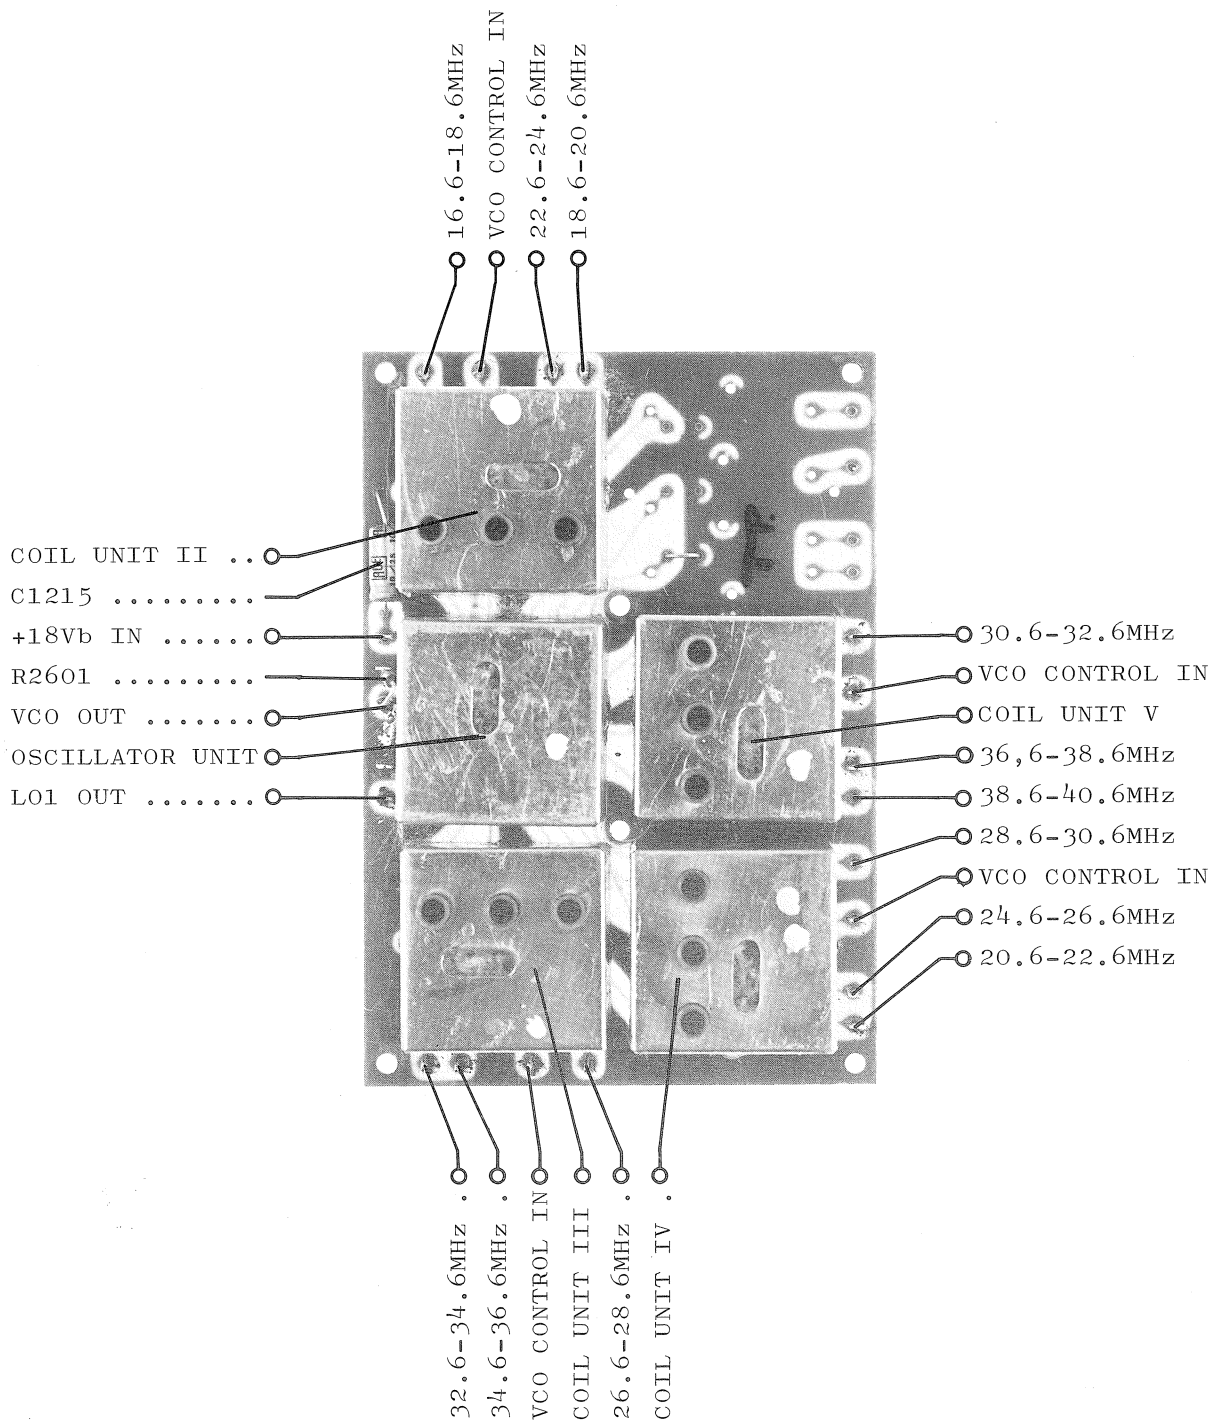 16.6-18.6MHz
VCO CONTROL IN
22.6-24.6MHz
18.6-20.6MHz
COIL UNIT II ..
C1215 .........
+18Vb IN ......
R2601 .........
VCO OUT .......
OSCILLATOR UNIT
LO1 OUT .......
30.6-32.6MHz
VCO CONTROL IN
COIL UNIT V
36,6-38.6MHz
38.6-40.6MHz
28.6-30.6MHz
VCO CONTROL IN
24.6-26.6MHz
20.6-22.6MHz
32.6-34.6MHz .
34.6-36.6MHz .
VCO CONTROL IN
COIL UNIT III
26.6-28.6MHz .
COIL UNIT IV .